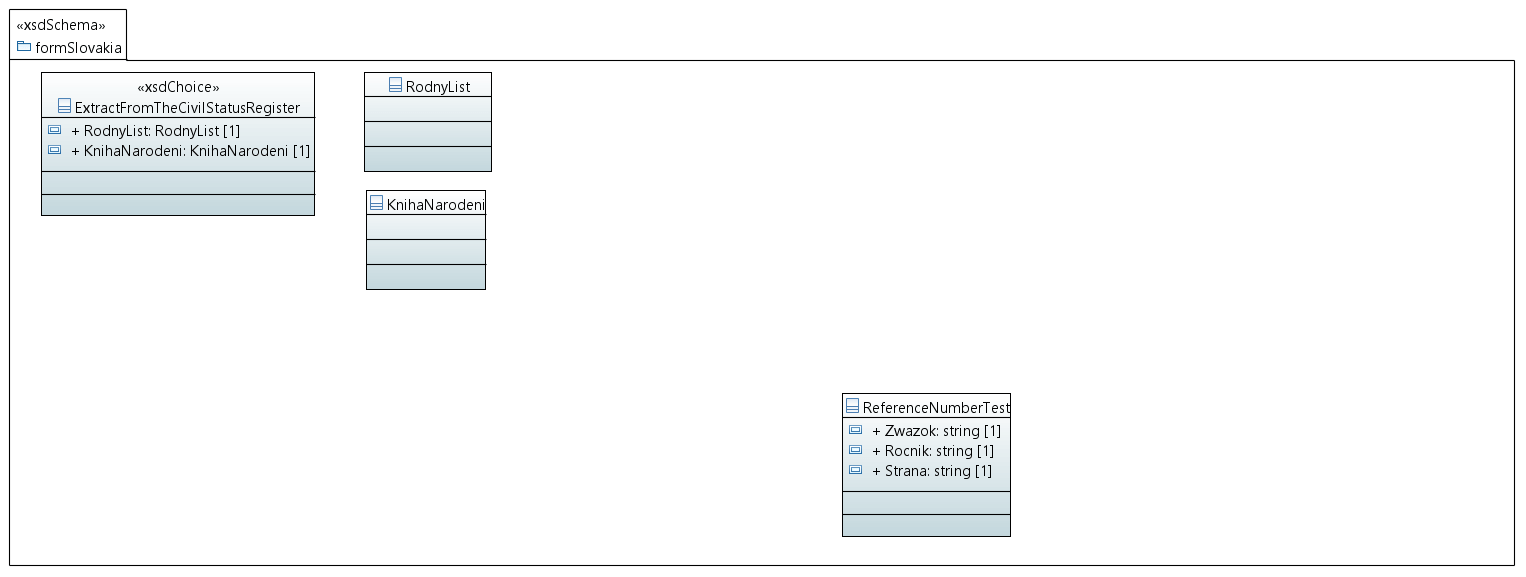 «xsdSchema»
formSlovakia
«xsdChoice»
ExtractFromTheCivilStatusRegister
+ RodnyList: RodnyList [1]
+ KnihaNarodeni: KnihaNarodeni [1]
RodnyList
KnihaNarodeni
ReferenceNumberTest
+ Zwazok: string [1]
+ Rocnik: string [1]
+ Strana: string [1]